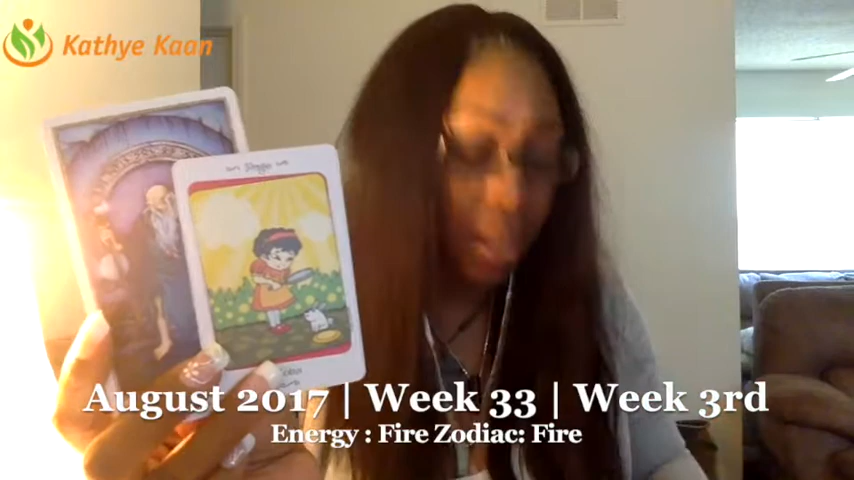 Kathye Kaan
August 2017 | Week 33 | Week 3rd
Energy : Fire Zodiac: Fire